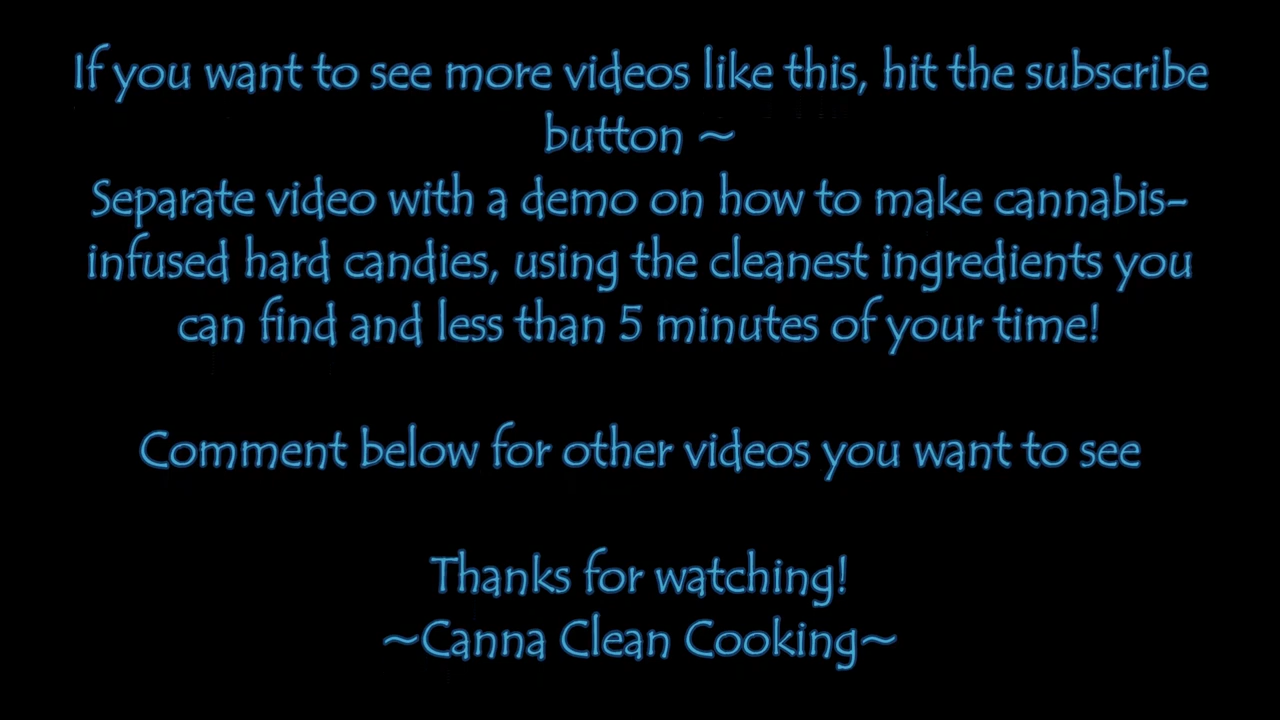 If you want to see more videos like this, hit the subscribe
button ~
Separate video with a demo on how to make cannabis-
infused hard candies, using the cleanest ingredients you
can find and less than 5 minutes of your time!
Comment below for other videos you want to see
Thanks for watching!
~Canna Clean Cooking~